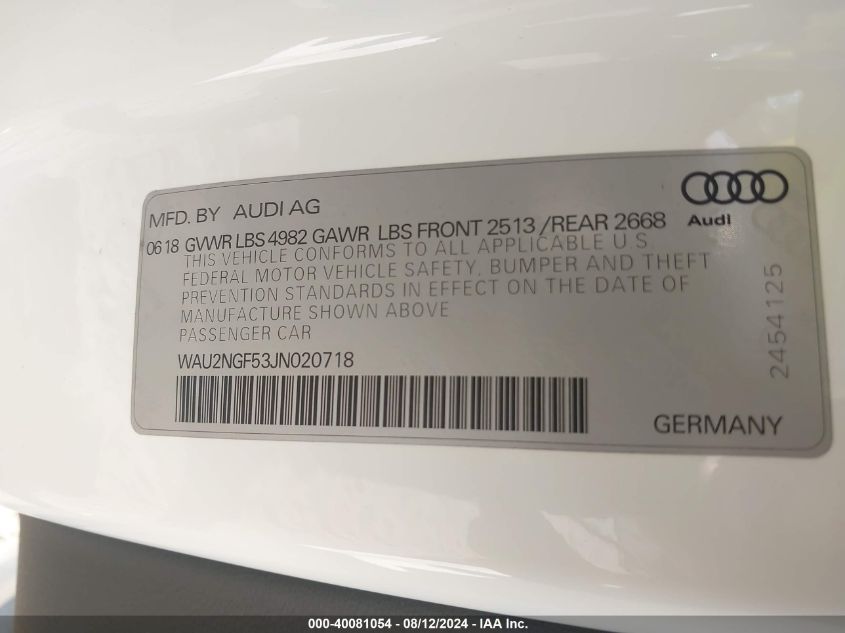 MFD. BY AUDI AG
Audi
06 18 GVWR LBS 4982 GAWR LBS FRONT 2513 /REAR 2668
THIS VEHICLE CONFORMS TO ALL APPLICABLE U.S.
FEDERAL MOTOR VEHICLE SAFETY, BUMPER AND THEFT
PREVENTION STANDARDS IN EFFECT ON THE DATE OF
MANUFACTURE SHOWN ABOVE
PASSENGER CAR
WAU2NGF53JN020718
2454125
GERMANY
000-40081054 - 08/12/2024 - IAA Inc.